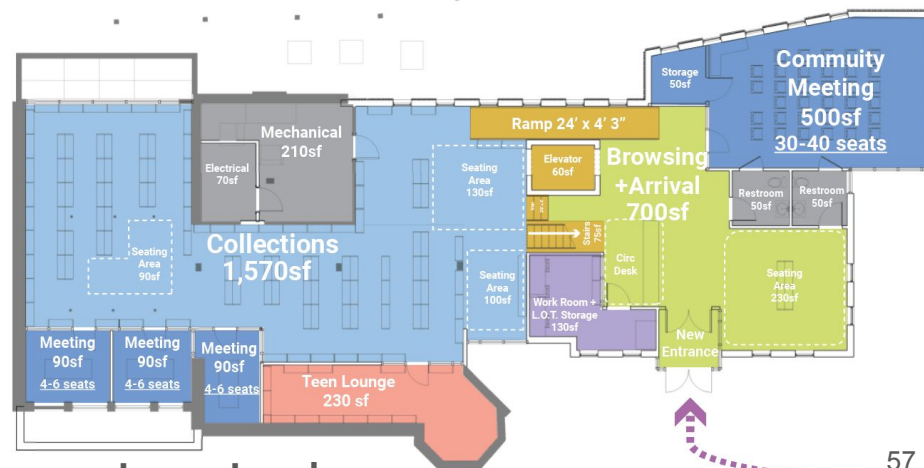 Storage
50sf
Commuity
Meeting
500sf
30-40 seats
Ramp 24' x 4' 3"
Mechanical
210sf
Electrical
70sf
Seating
Area
130sf
Elevator
60sf
Browsing
+Arrival
700sf
Restroom
50sf
Restroom
50sf
Collections
1,570sf
Seating
Area
90sf
Stairs
75sf
Seating
Area
100sf
Circ
Desk
Seating
Area
230sf
Work Room +
L.O.T. Storage
130sf
Meeting
90sf
4-6 seats
Meeting
90sf
4-6 seats
Meeting
90sf
4-6 seats
New
Entrance
Teen Lounge
230 sf
57